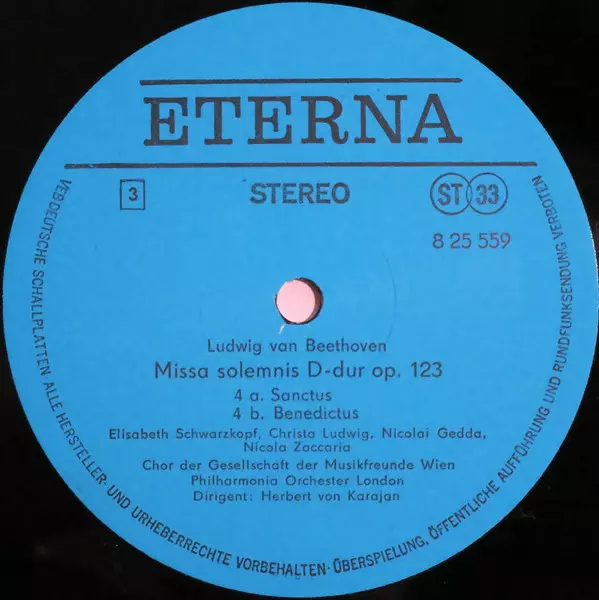 ETERNA
3
STEREO
ST 33
8 25 559
Ludwig van Beethoven
Missa solemnis D-dur op. 123
4 a. Sanctus
4 b. Benedictus
Elisabeth Schwarzkopf, Christa Ludwig, Nicolai Gedda,
Nicola Zaccaria
Chor der Gesellschaft der Musikfreunde Wien
Philharmonia Orchester London
Dirigent: Herbert von Karajan
VEB DEUTSCHE SCHALLPLATTEN ALLE HERSTELLER- UND URHEBERRECHTE VORBEHALTEN · ÜBERSPIELUNG, ÖFFENTLICHE AUFFÜHRUNG UND RUNDFUNKSENDUNG VERBOTEN